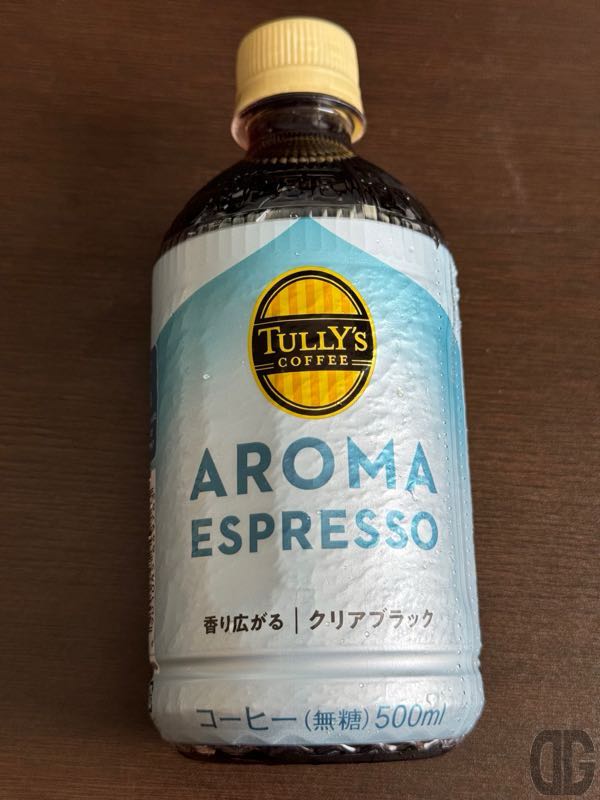 TULLY'S
COFFEE
AROMA
ESPRESSO
香り広がる | クリアブラック
コーヒー(無糖)500ml
DG